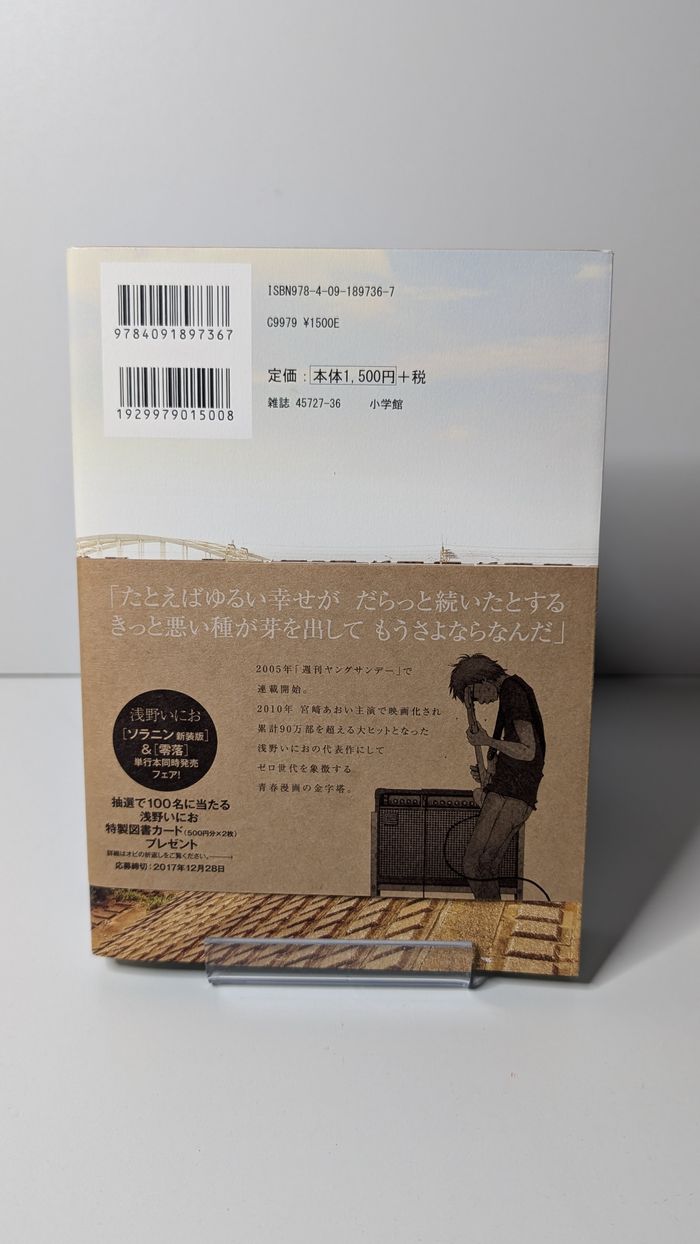 9784091897367
1929979015008
ISBN978-4-09-189736-7
C9979 ¥1500E
定価：本体1,500円＋税
雑誌 45727-36 小学館
「たとえばゆるい幸せが だらっと続いたとする
きっと悪い種が芽を出して もうさよならなんだ」
2005年「週刊ヤングサンデー」で
連載開始。
2010年 宮﨑あおい主演で映画化され
累計90万部を超える大ヒットとなった
浅野いにおの代表作にして
ゼロ世代を象徴する
青春漫画の金字塔。
浅野いにお
［ソラニン 新装版］
＆［零落］
単行本同時発売
フェア！
抽選で100名に当たる
浅野いにお
特製図書カード（500円分×2枚）
プレゼント
詳細はオビの折返しをご覧ください。
応募締切：2017年12月28日